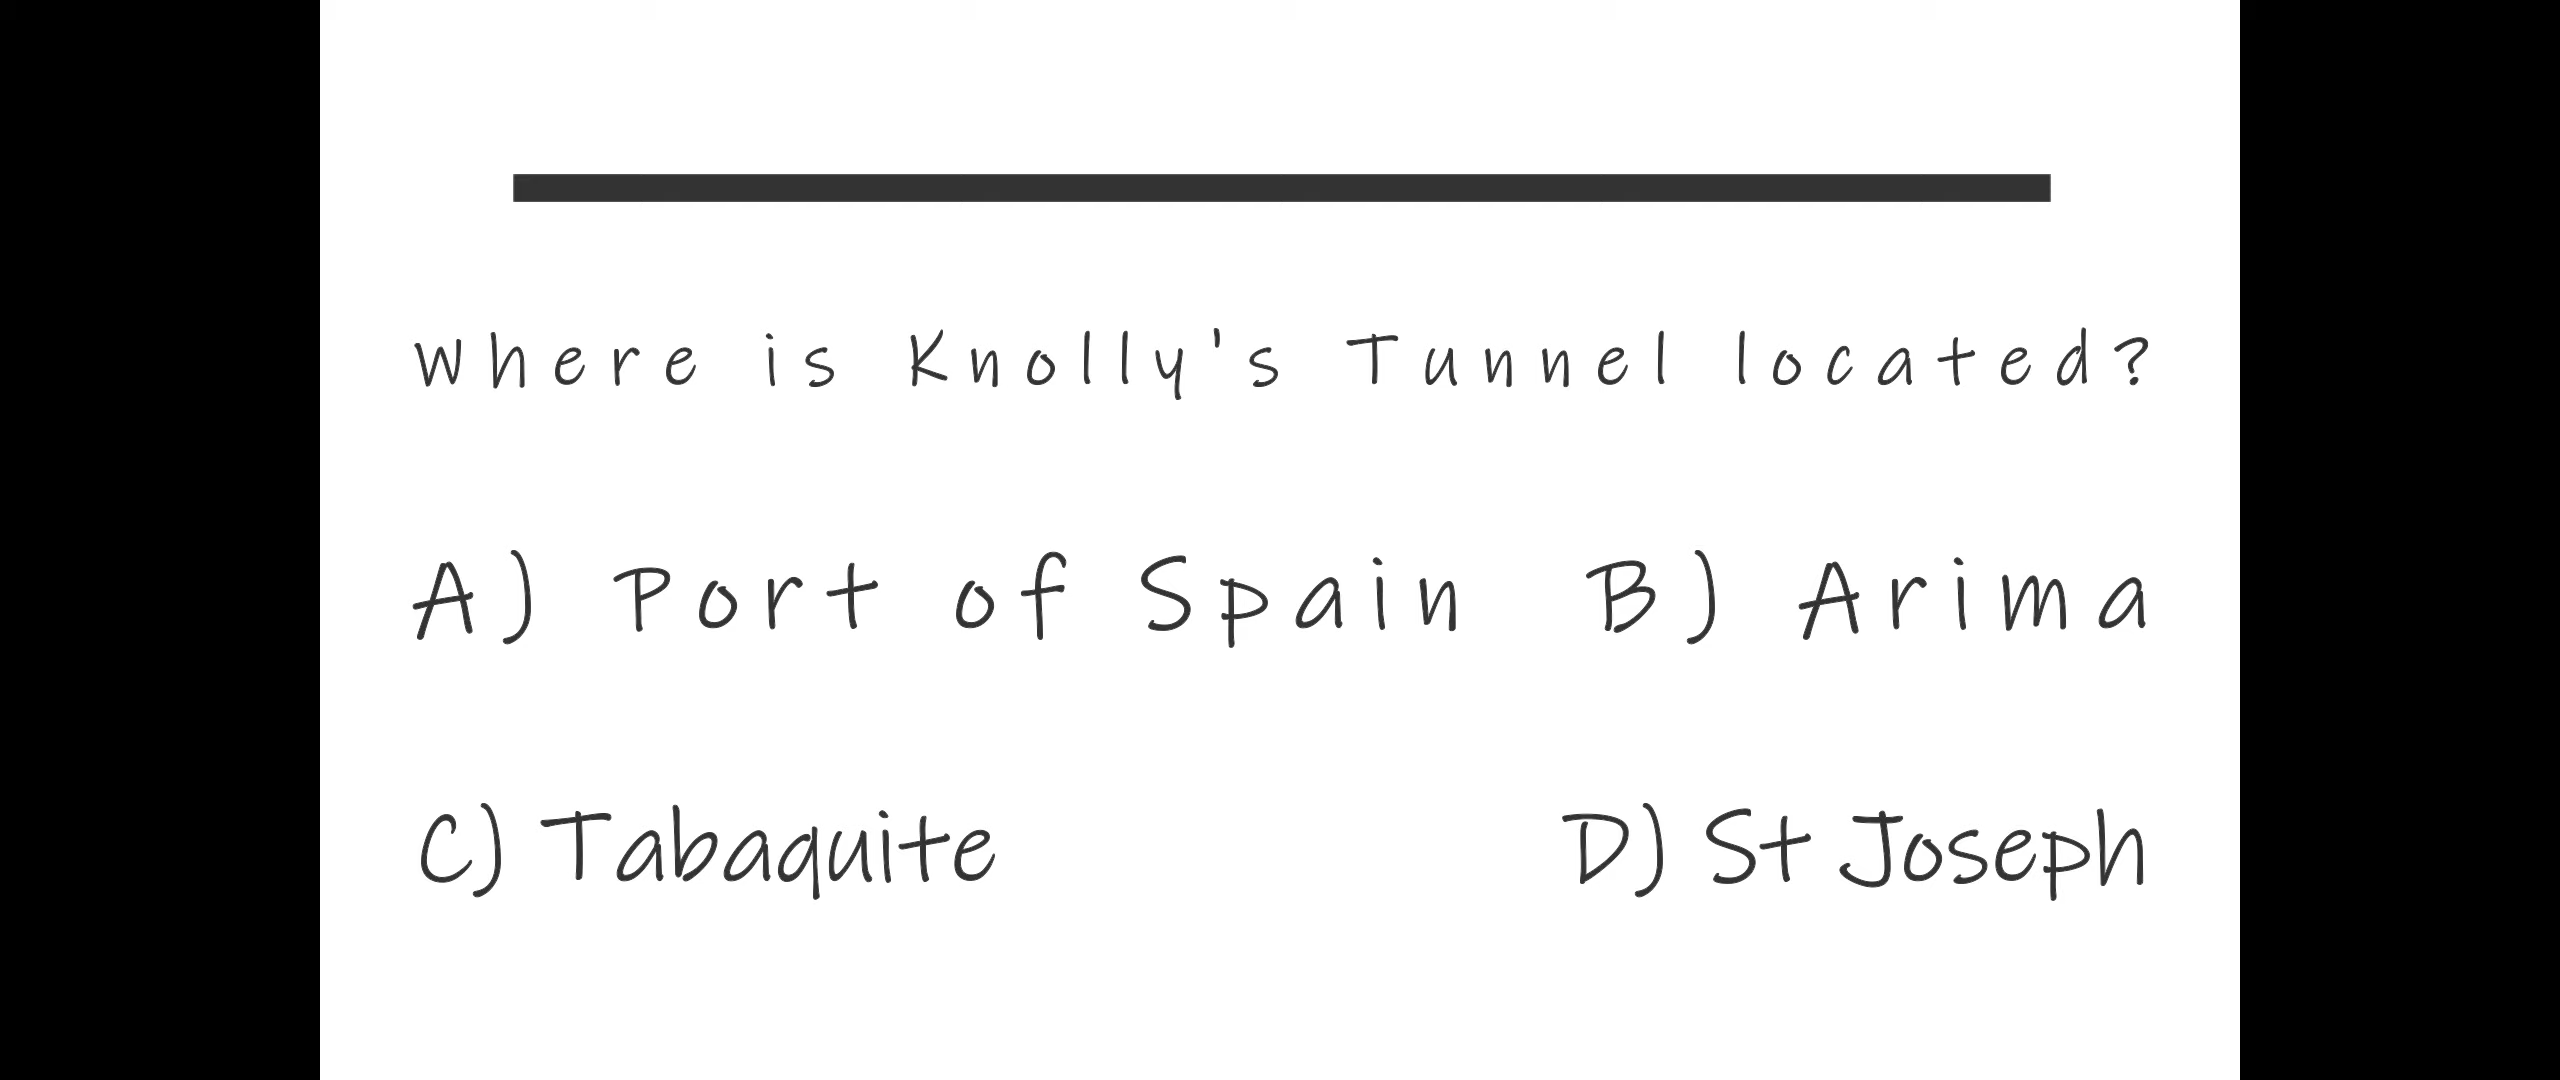 Where is Knolly's Tunnel located?
A) Port of Spain B) Arima
C) Tabaquite D) St Joseph